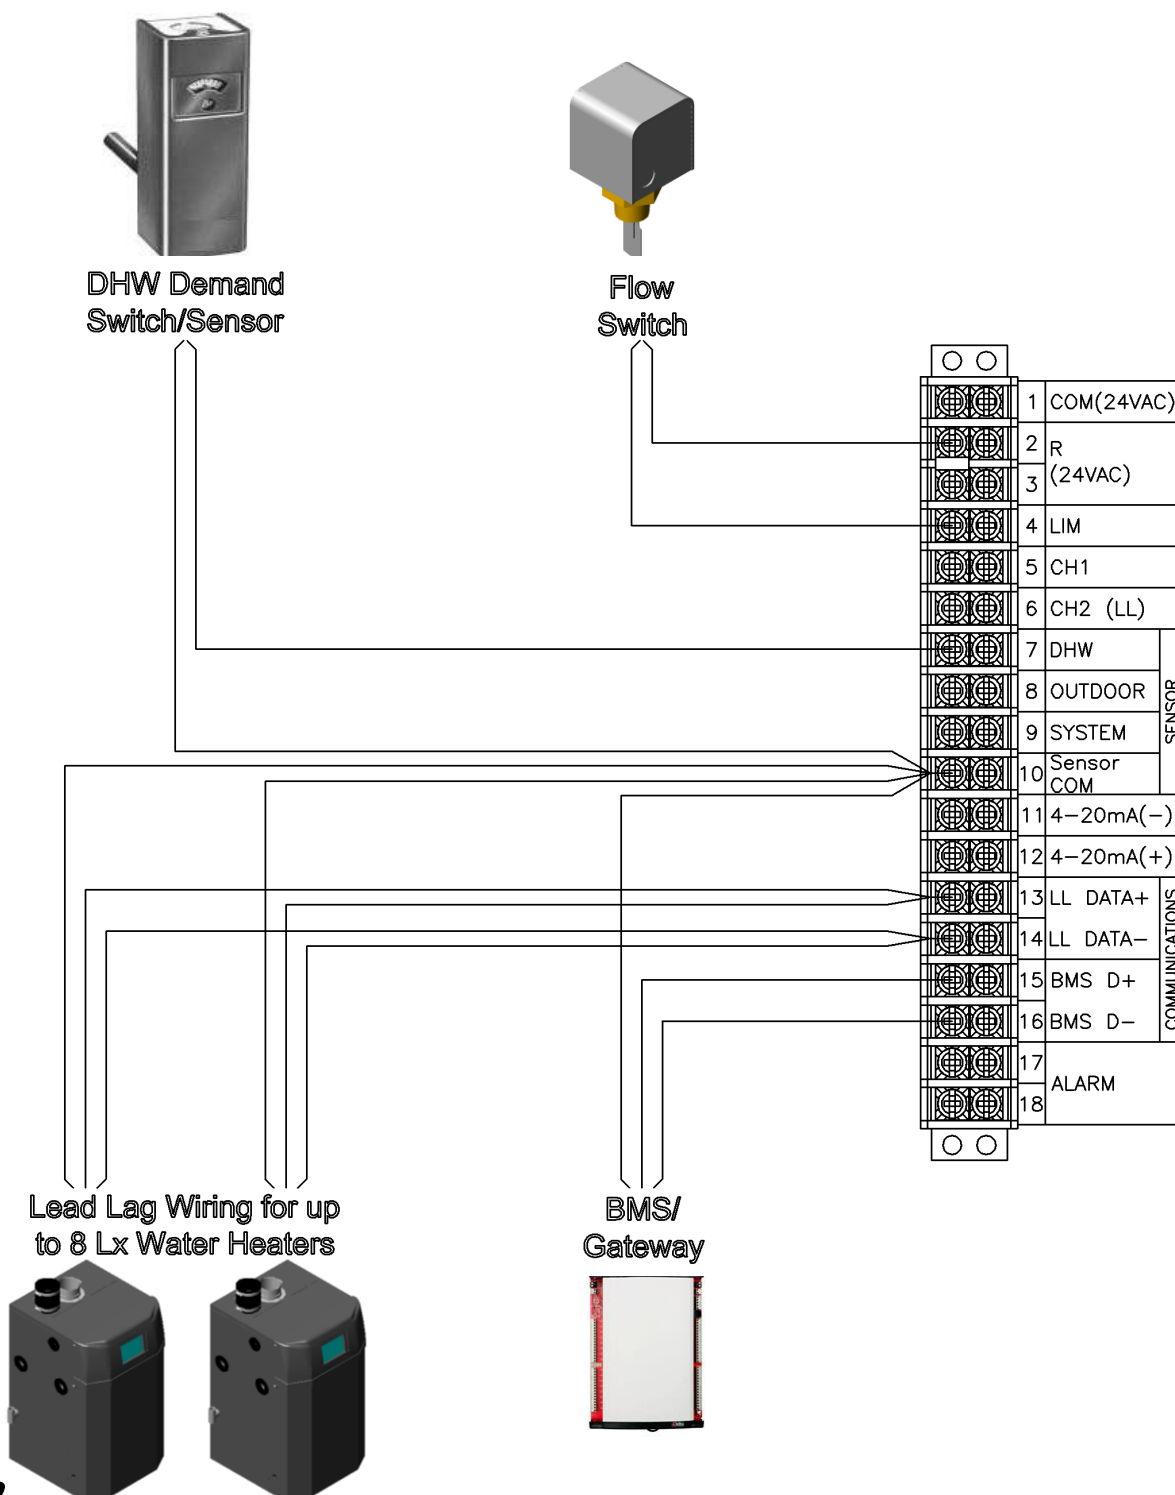 DHW Demand
Switch/Sensor
Flow
Switch
1 COM(24VAC)
2 R
(24VAC)
3
4 LIM
5 CH1
6 CH2 (LL)
7 DHW
8 OUTDOOR
9 SYSTEM
10 Sensor
COM
SENSOR
11 4-20mA(-)
12 4-20mA(+)
13 LL DATA+
14 LL DATA-
15 BMS D+
16 BMS D-
COMMUNICATIONS
17
ALARM
18
Lead Lag Wiring for up
to 8 Lx Water Heaters
BMS/
Gateway